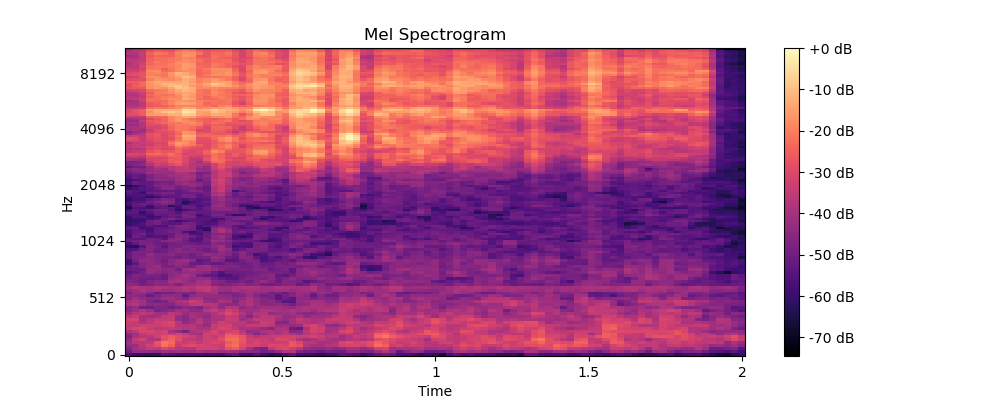 Mel Spectrogram
Hz
8192
4096
2048
1024
512
0
0
0.5
1
1.5
2
Time
+0 dB
-10 dB
-20 dB
-30 dB
-40 dB
-50 dB
-60 dB
-70 dB